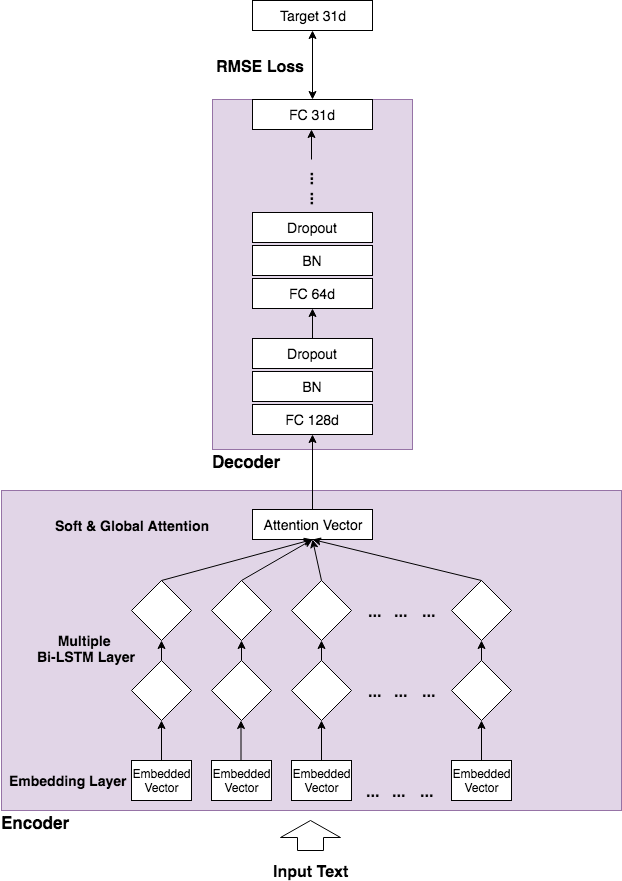 Target 31d
RMSE Loss
FC 31d
Dropout
BN
FC 64d
Dropout
BN
FC 128d
Decoder
Soft & Global Attention
Attention Vector
... ... ...
Multiple
Bi-LSTM Layer
... ... ...
Embedding Layer
Embedded
Vector
Embedded
Vector
Embedded
Vector
... ... ...
Embedded
Vector
Encoder
Input Text